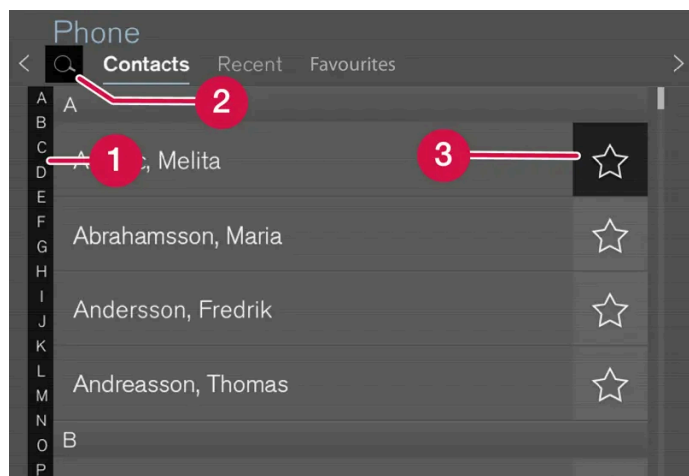 Phone
Contacts Recent Favourites
2
A
A
B
C
D
E
F
G
H
I
J
K
L
M
N
O
P
1
Melita
3
Abrahamsson, Maria
Andersson, Fredrik
Andreasson, Thomas
B